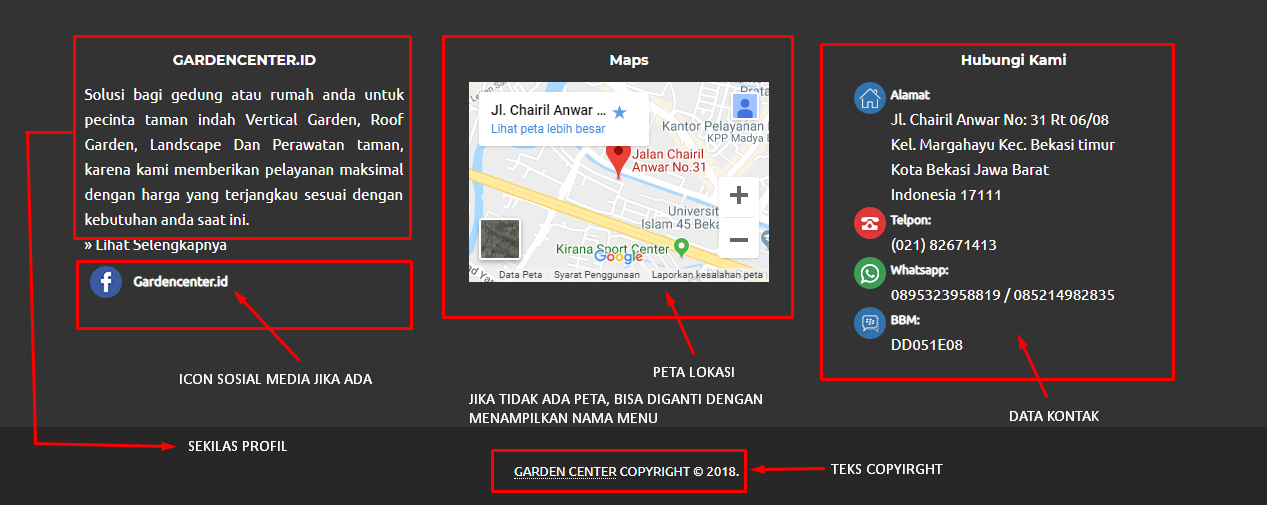 GARDENCENTER.ID
Solusi bagi gedung atau rumah anda untuk
pecinta taman indah Vertical Garden, Roof
Garden, Landscape Dan Perawatan taman,
karena kami memberikan pelayanan maksimal
dengan harga yang terjangkau sesuai dengan
kebutuhan anda saat ini.
» Lihat Selengkapnya
Gardencenter.id
ICON SOSIAL MEDIA JIKA ADA
SEKILAS PROFIL
Maps
Jl. Chairil Anwar ...
Lihat peta lebih besar
Kantor Pelayanan
KPP Madya B
Jalan Chairil
Anwar No.31
Univers
Islam 45 Beka
Kirana Sport Center
Google
Data Peta
Syarat Penggunaan
Laporkan kesalahan peta
PETA LOKASI
JIKA TIDAK ADA PETA, BISA DIGANTI DENGAN
MENAMPILKAN NAMA MENU
Hubungi Kami
Alamat
Jl. Chairil Anwar No: 31 Rt 06/08
Kel. Margahayu Kec. Bekasi timur
Kota Bekasi Jawa Barat
Indonesia 17111
Telpon:
(021) 82671413
Whatsapp:
0895323958819 / 085214982835
BBM:
DD051E08
DATA KONTAK
GARDEN CENTER COPYRIGHT © 2018.
TEKS COPYIRGHT